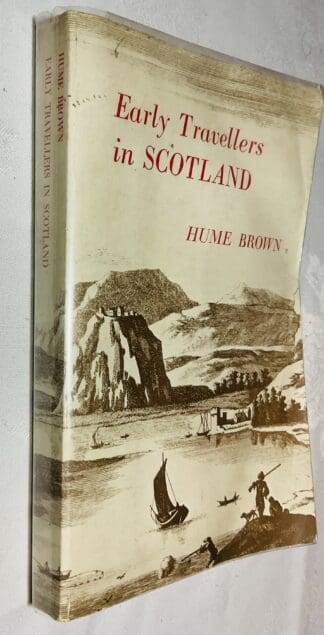 Early Travellers
in SCOTLAND
HUME BROWN
HUME BROWN
EARLY TRAVELLERS IN SCOTLAND